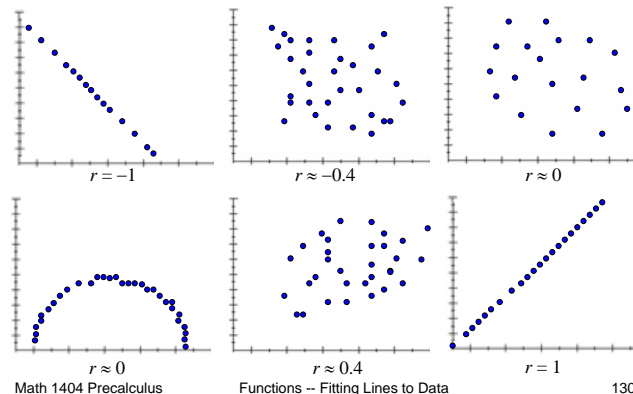 r = −1
r ≈ −0.4
r ≈ 0
r ≈ 0
r ≈ 0.4
r = 1
Math 1404 Precalculus
Functions -- Fitting Lines to Data
130